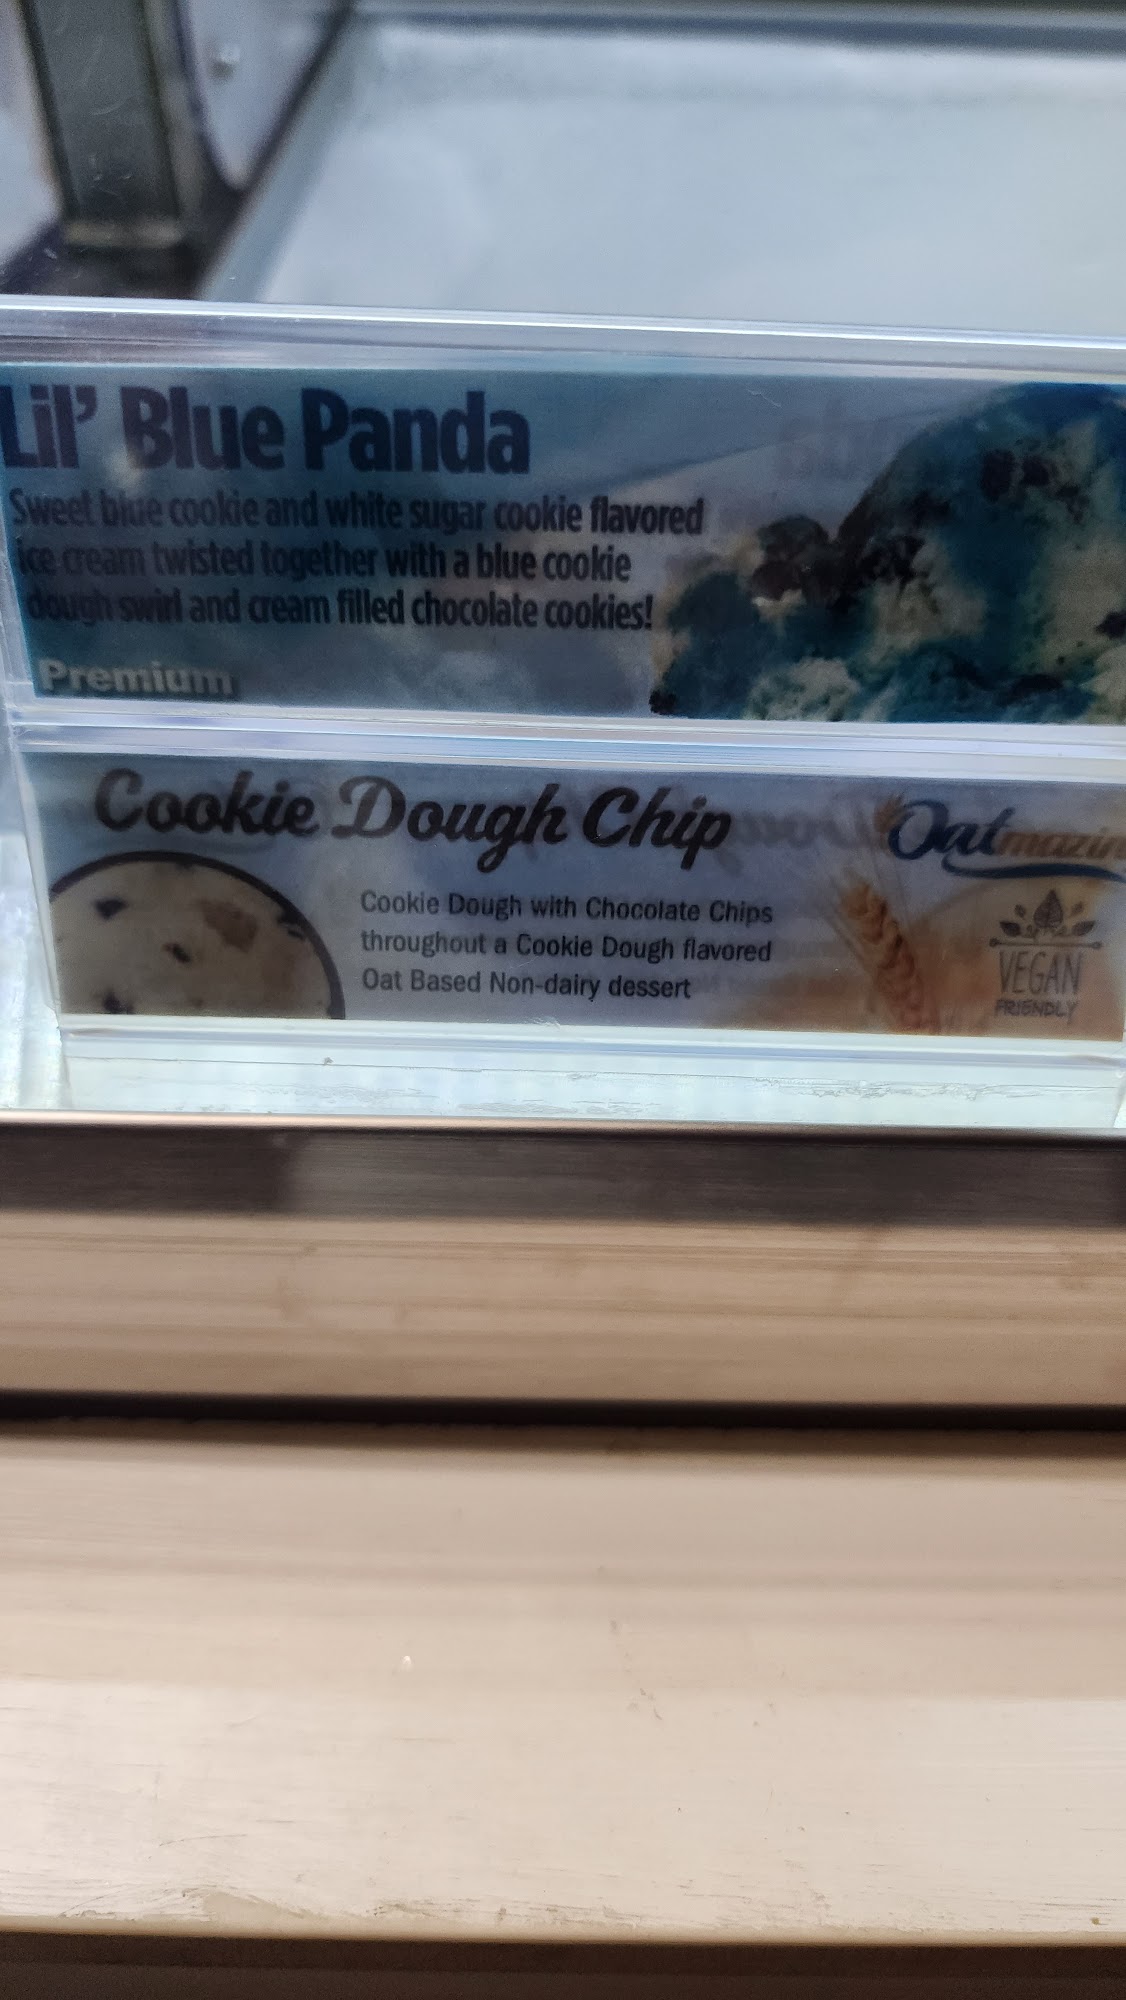 Lil' Blue Panda
Sweet blue cookie and white sugar cookie flavored
ice cream twisted together with a blue cookie
dough swirl and cream filled chocolate cookies!
Premium
Cookie Dough Chip
Oatmazin
Cookie Dough with Chocolate Chips
throughout a Cookie Dough flavored
Oat Based Non-dairy dessert
VEGAN
FRIENDLY